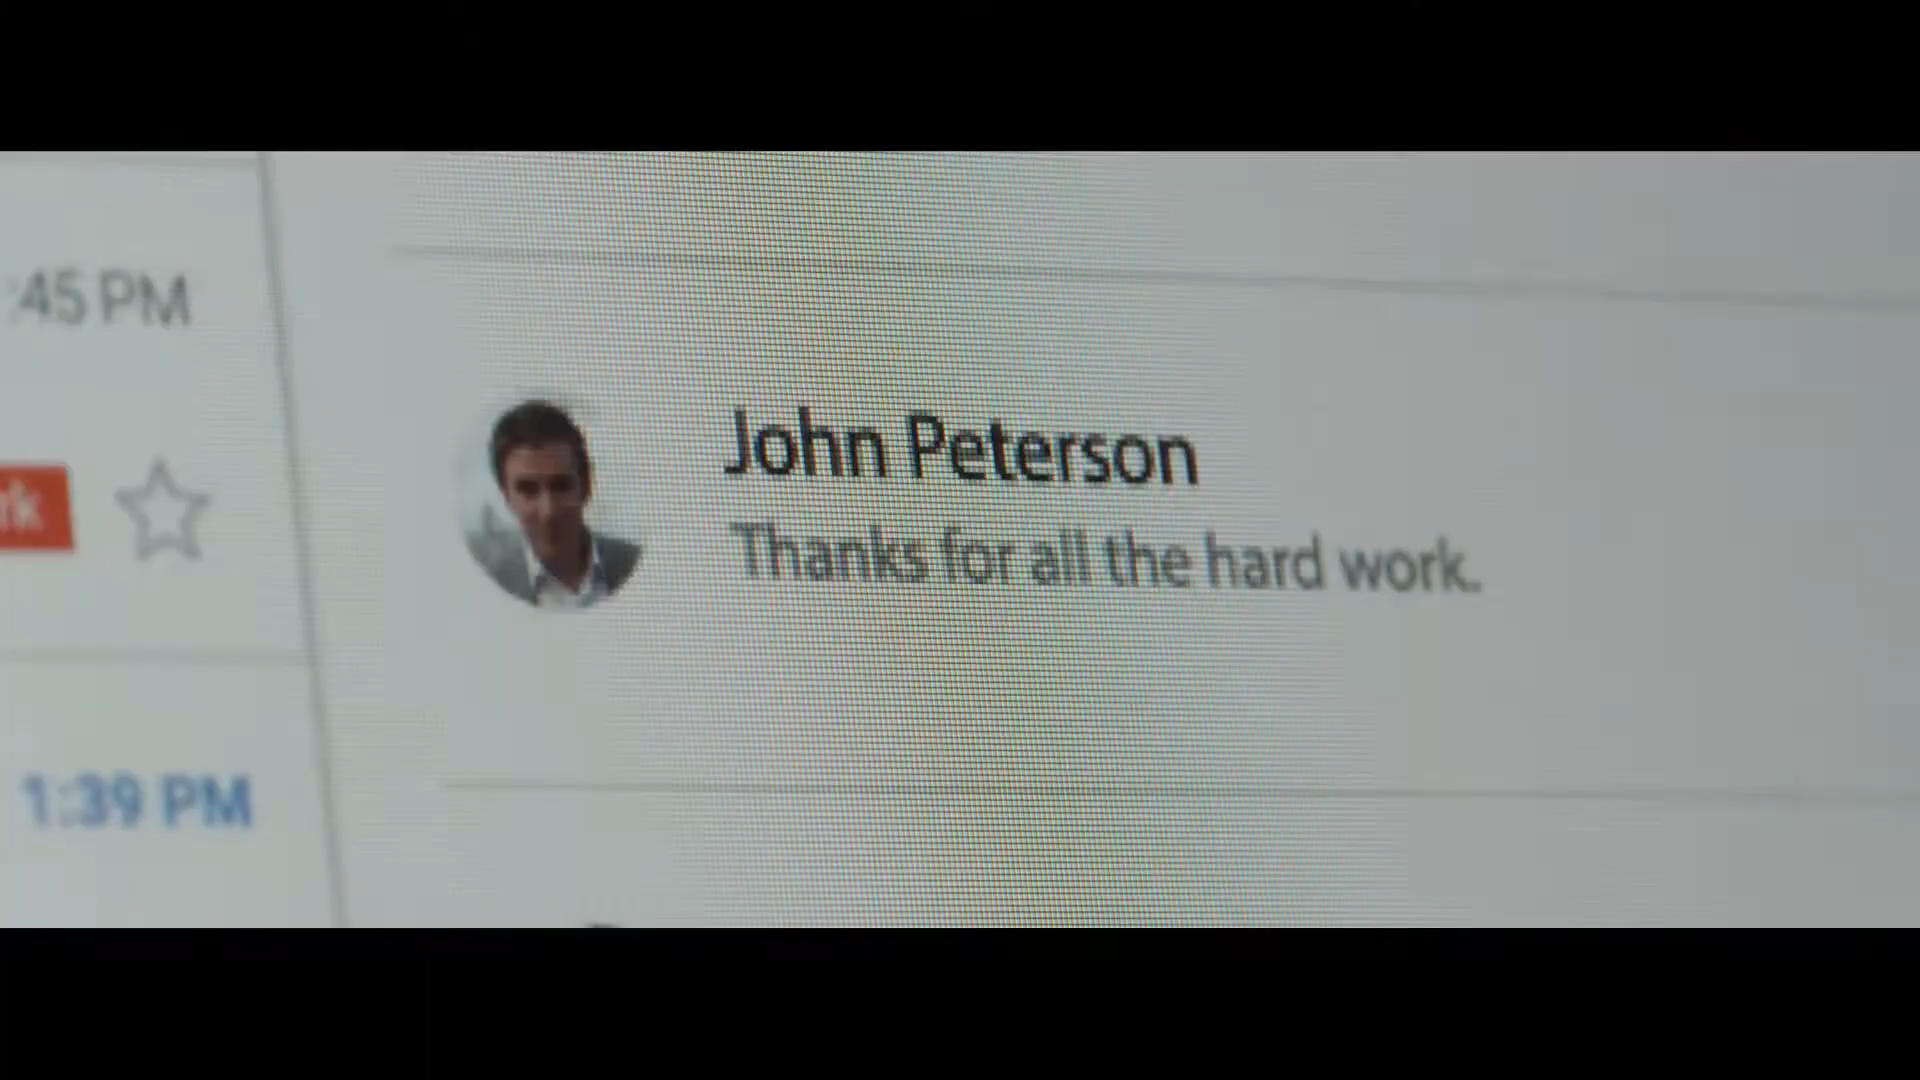 :45 PM
John Peterson
Thanks for all the hard work.
1:39 PM